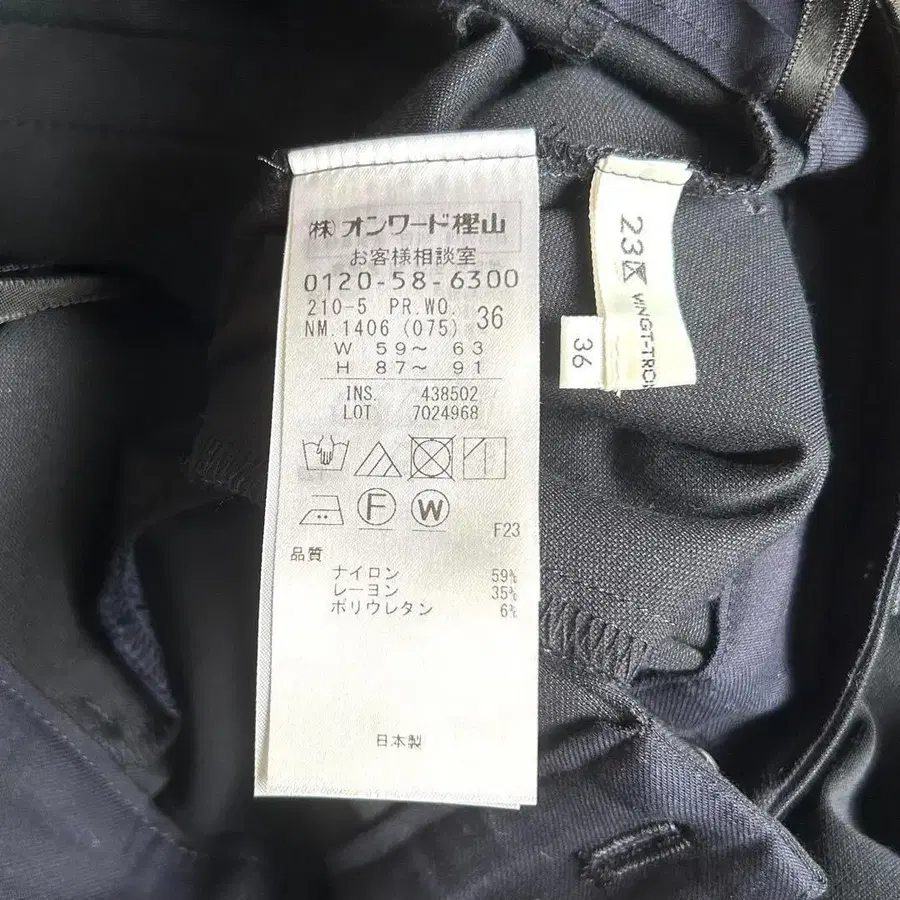 (株)オンワード樫山
お客様相談室
0120-58-6300
210-5 PR.WO.
NM.1406 (075) 36
W 59〜 63
H 87〜 91
INS. 438502
LOT 7024968
F
W
F23
品質
ナイロン 59%
レーヨン 35%
ポリウレタン 6%
日本製
23K
36